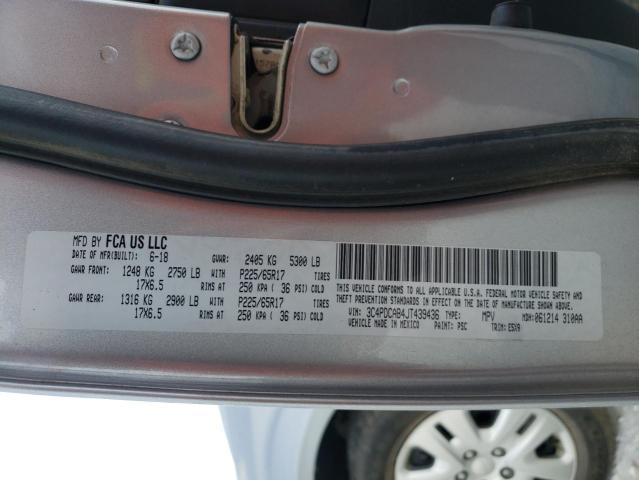 MFD BY FCA US LLC
DATE OF MFR(BUILT): 6-18 GVWR: 2405 KG 5300 LB
GAWR FRONT: 1248 KG 2750 LB WITH P225/65R17 TIRES
17X6.5 RIMS AT 250 KPA ( 36 PSI) COLD
GAWR REAR: 1316 KG 2900 LB WITH P225/65R17 TIRES
17X6.5 RIMS AT 250 KPA ( 36 PSI) COLD
THIS VEHICLE CONFORMS TO ALL APPLICABLE U.S.A. FEDERAL MOTOR VEHICLE SAFETY AND
THEFT PREVENTION STANDARDS IN EFFECT ON THE DATE OF MANUFACTURE SHOWN ABOVE.
VIN: 3C4PDCAB4JT439436 TYPE: MPV MDH: 061214 310AA
VEHICLE MADE IN MEXICO PAINT: PSC TRIM: E5X9